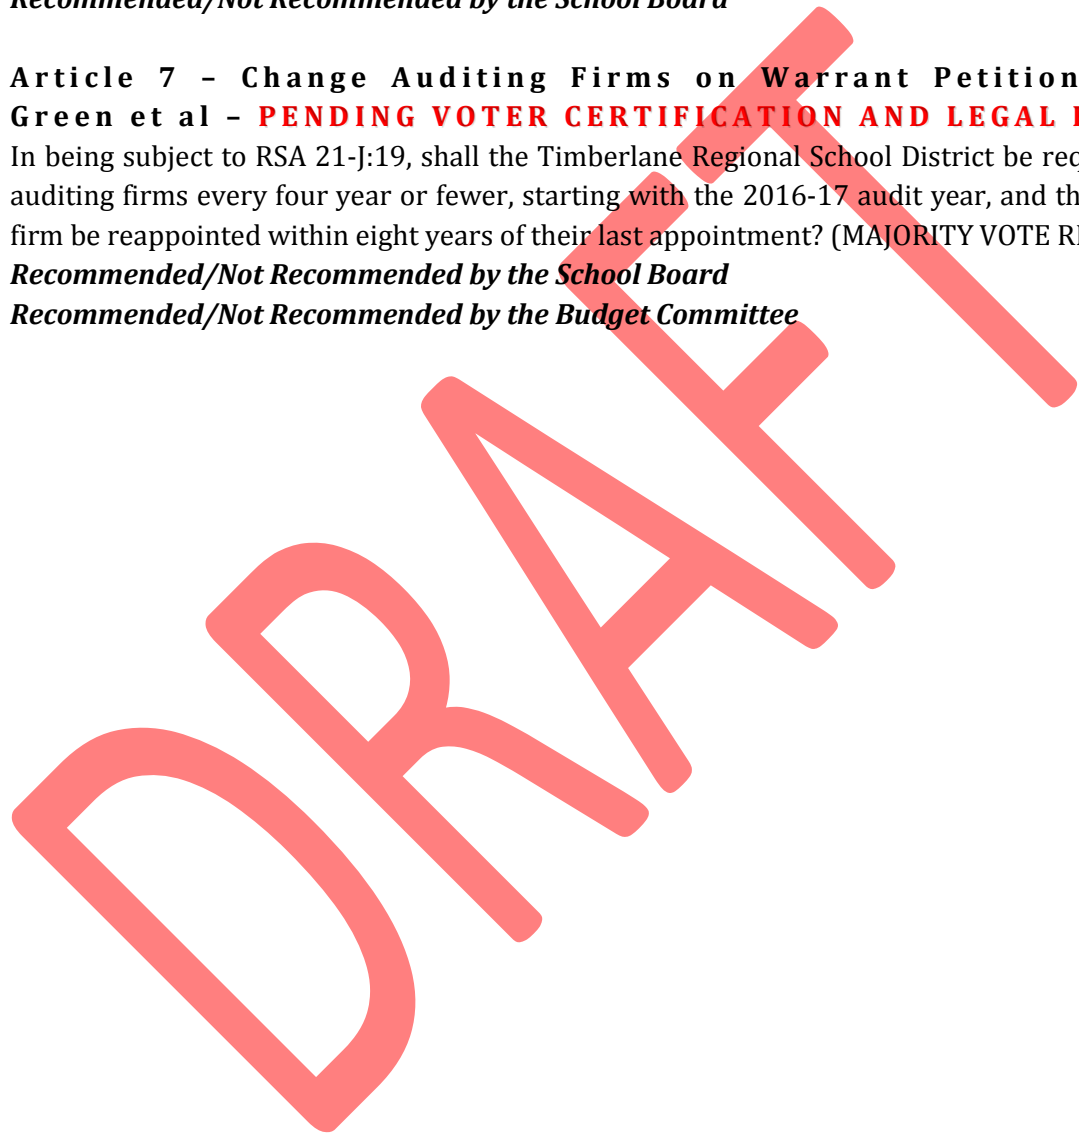 Recommended/Not Recommended by the School Board
Article 7 – Change Auditing Firms on Warrant Petition
Green et al – PENDING VOTER CERTIFICATION AND LEGAL
In being subject to RSA 21-J:19, shall the Timberlane Regional School District be req
auditing firms every four year or fewer, starting with the 2016-17 audit year, and th
firm be reappointed within eight years of their last appointment? (MAJORITY VOTE R
Recommended/Not Recommended by the School Board
Recommended/Not Recommended by the Budget Committee
DRAFT